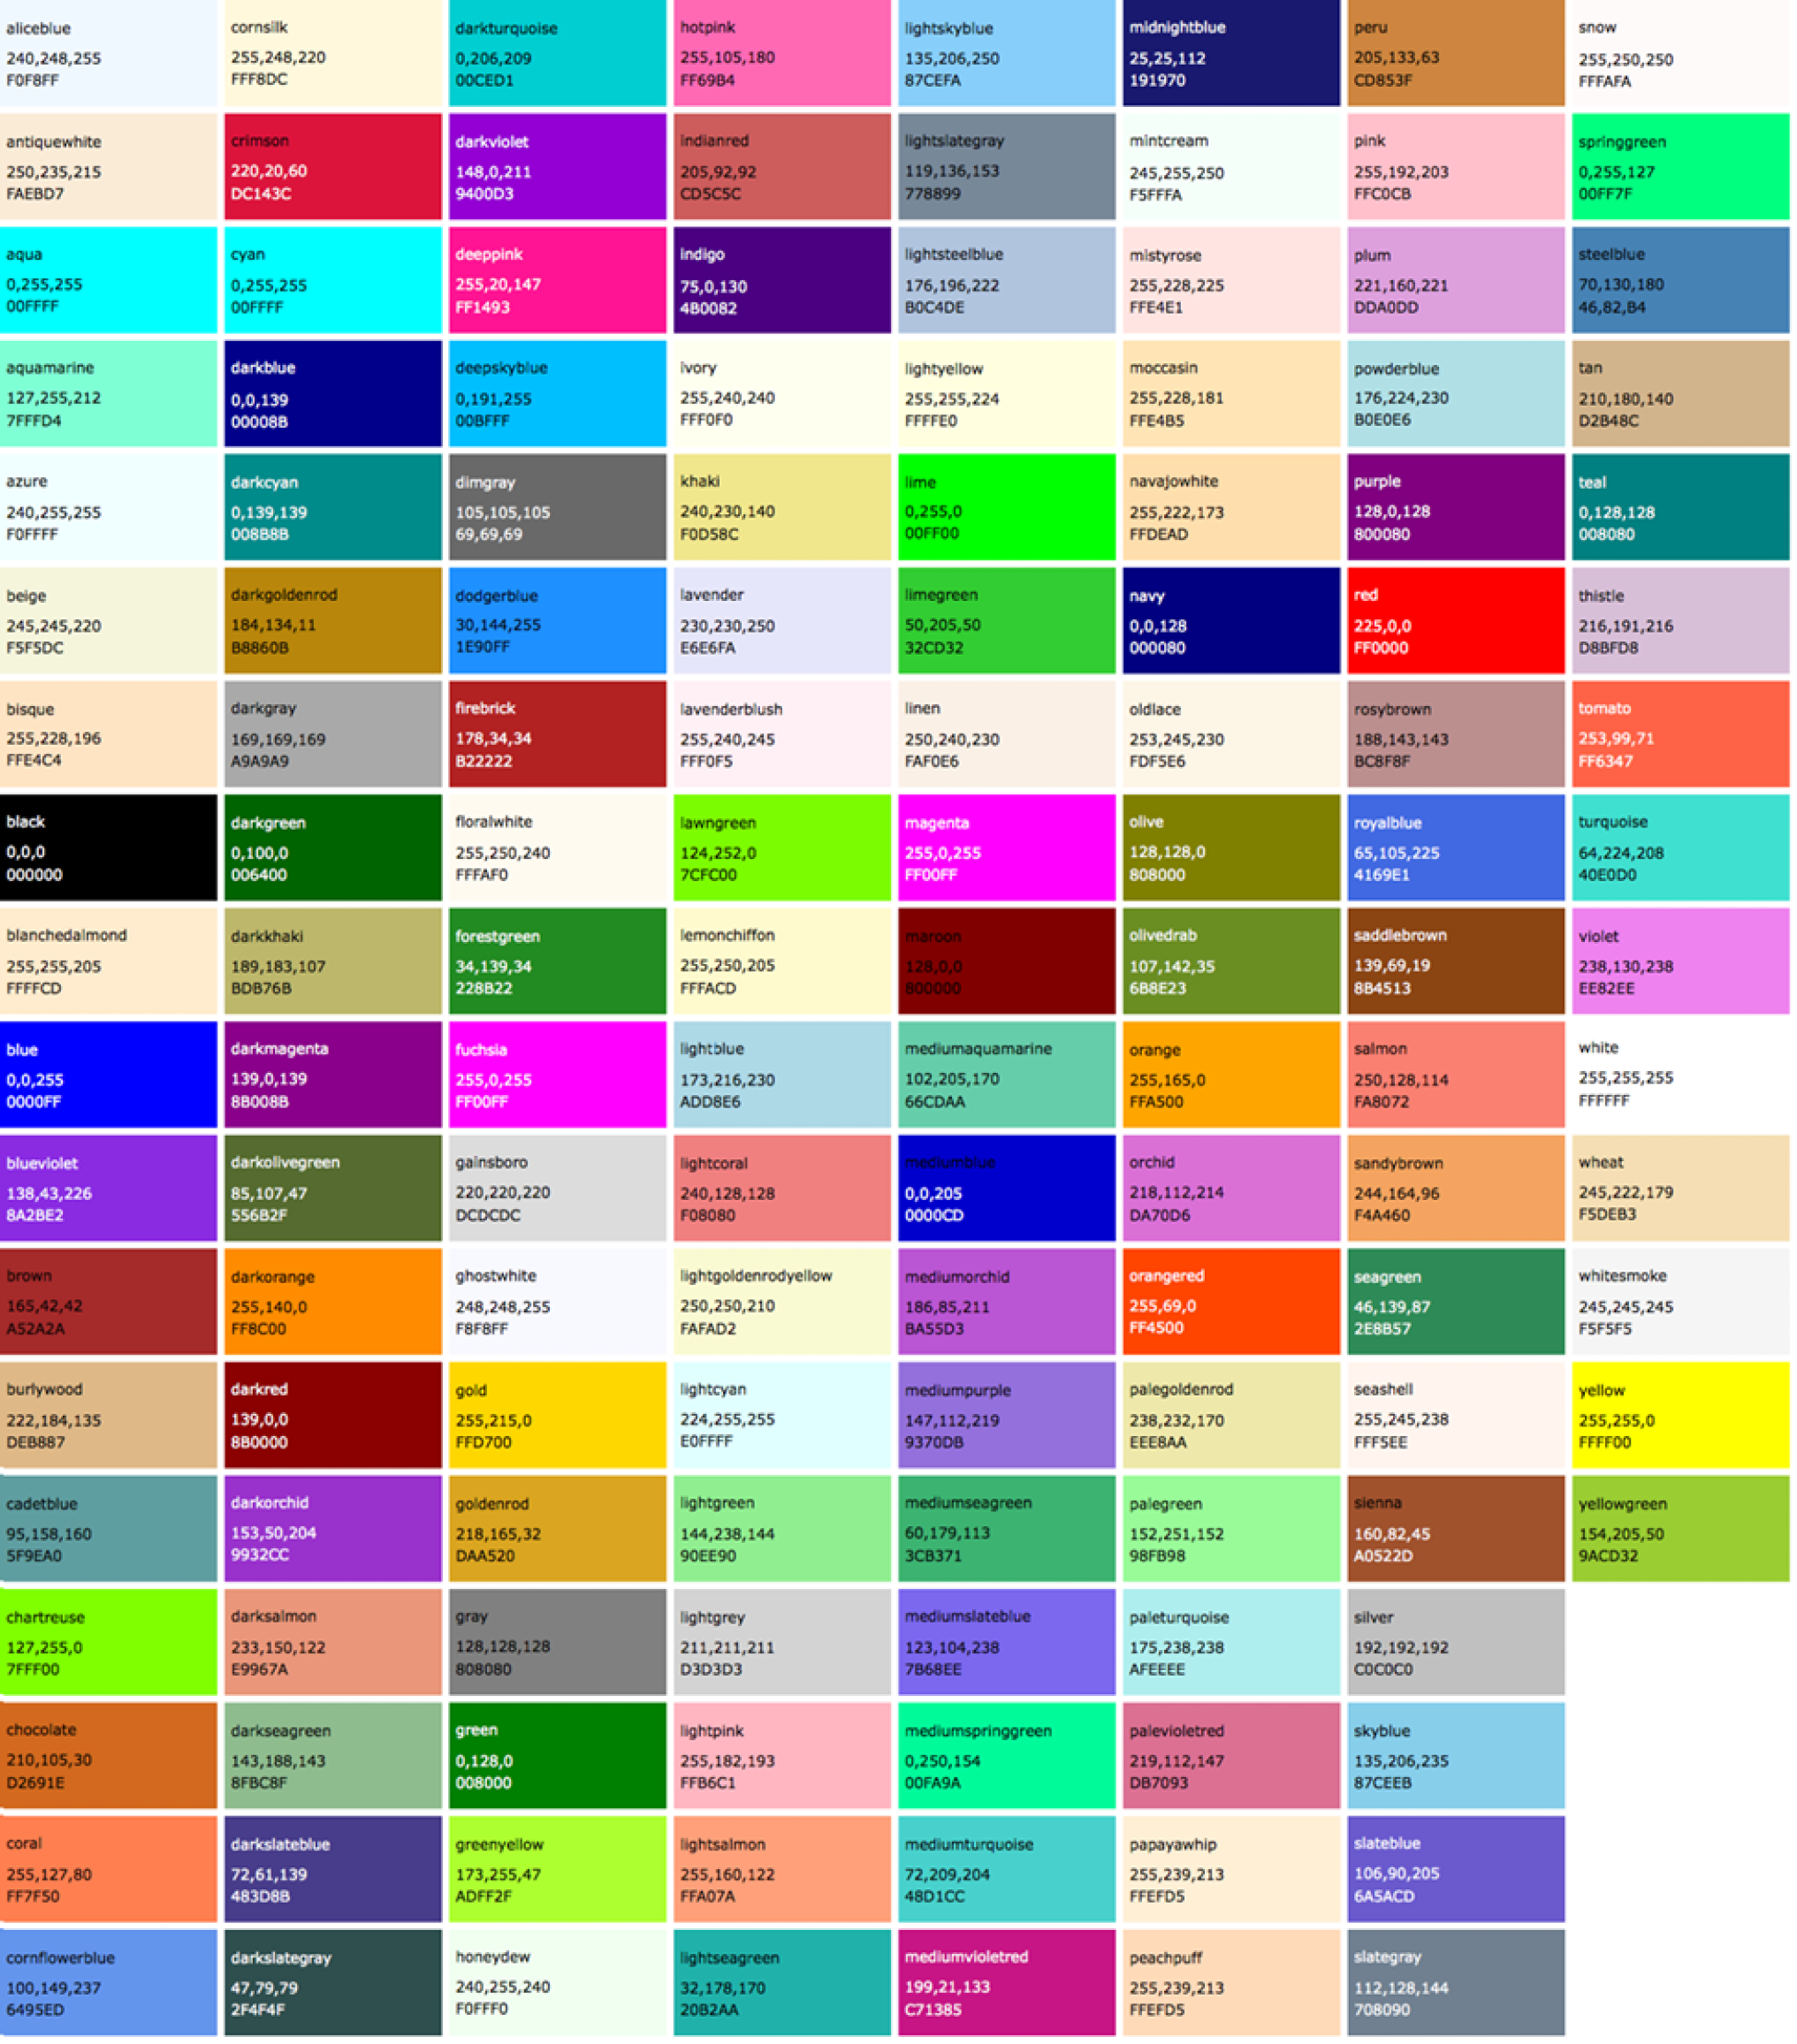 aliceblue
240,248,255
F0F8FF
antiquewhite
250,235,215
FAEBD7
aqua
0,255,255
00FFFF
aquamarine
127,255,212
7FFFD4
azure
240,255,255
F0FFFF
beige
245,245,220
F5F5DC
bisque
255,228,196
FFE4C4
black
0,0,0
000000
blanchedalmond
255,255,205
FFFFCD
blue
0,0,255
0000FF
blueviolet
138,43,226
8A2BE2
brown
165,42,42
A52A2A
burlywood
222,184,135
DEB887
cadetblue
95,158,160
5F9EA0
chartreuse
127,255,0
7FFF00
chocolate
210,105,30
D2691E
coral
255,127,80
FF7F50
cornflowerblue
100,149,237
6495ED
cornsilk
255,248,220
FFF8DC
crimson
220,20,60
DC143C
cyan
0,255,255
00FFFF
darkblue
0,0,139
00008B
darkcyan
0,139,139
008B8B
darkgoldenrod
184,134,11
B8860B
darkgray
169,169,169
A9A9A9
darkgreen
0,100,0
006400
darkkhaki
189,183,107
BDB76B
darkmagenta
139,0,139
8B008B
darkolivegreen
85,107,47
556B2F
darkorange
255,140,0
FF8C00
darkred
139,0,0
8B0000
darkorchid
153,50,204
9932CC
darksalmon
233,150,122
E9967A
darkseagreen
143,188,143
8FBC8F
darkslateblue
72,61,139
483D8B
darkslategray
47,79,79
2F4F4F
darkturquoise
0,206,209
00CED1
darkviolet
148,0,211
9400D3
deeppink
255,20,147
FF1493
deepskyblue
0,191,255
00BFFF
dimgray
105,105,105
69,69,69
dodgerblue
30,144,255
1E90FF
firebrick
178,34,34
B22222
floralwhite
255,250,240
FFFAF0
forestgreen
34,139,34
228B22
fuchsia
255,0,255
FF00FF
gainsboro
220,220,220
DCDCDC
ghostwhite
248,248,255
F8F8FF
gold
255,215,0
FFD700
goldenrod
218,165,32
DAA520
gray
128,128,128
808080
green
0,128,0
008000
greenyellow
173,255,47
ADFF2F
honeydew
240,255,240
F0FFF0
hotpink
255,105,180
FF69B4
indianred
205,92,92
CD5C5C
indigo
75,0,130
4B0082
ivory
255,240,240
FFF0F0
khaki
240,230,140
F0D58C
lavender
230,230,250
E6E6FA
lavenderblush
255,240,245
FFF0F5
lawngreen
124,252,0
7CFC00
lemonchiffon
255,250,205
FFFACD
lightblue
173,216,230
ADD8E6
lightcoral
240,128,128
F08080
lightgoldenrodyellow
250,250,210
FAFAD2
lightcyan
224,255,255
E0FFFF
lightgreen
144,238,144
90EE90
lightgrey
211,211,211
D3D3D3
lightpink
255,182,193
FFB6C1
lightsalmon
255,160,122
FFA07A
lightseagreen
32,178,170
20B2AA
lightskyblue
135,206,250
87CEFA
lightslategray
119,136,153
778899
lightsteelblue
176,196,222
B0C4DE
lightyellow
255,255,224
FFFFE0
lime
0,255,0
00FF00
limegreen
50,205,50
32CD32
linen
250,240,230
FAF0E6
magenta
255,0,255
FF00FF
maroon
128,0,0
800000
mediumaquamarine
102,205,170
66CDAA
mediumblue
0,0,205
0000CD
mediumorchid
186,85,211
BA55D3
mediumpurple
147,112,219
9370DB
mediumseagreen
60,179,113
3CB371
mediumslateblue
123,104,238
7B68EE
mediumspringgreen
0,250,154
00FA9A
mediumturquoise
72,209,204
48D1CC
mediumvioletred
199,21,133
C71385
midnightblue
25,25,112
191970
mintcream
245,255,250
F5FFFA
mistyrose
255,228,225
FFE4E1
moccasin
255,228,181
FFE4B5
navajowhite
255,222,173
FFDEAD
navy
0,0,128
000080
oldlace
253,245,230
FDF5E6
olive
128,128,0
808000
olivedrab
107,142,35
6B8E23
orange
255,165,0
FFA500
orchid
218,112,214
DA70D6
orangered
255,69,0
FF4500
palegoldenrod
238,232,170
EEE8AA
palegreen
152,251,152
98FB98
paleturquoise
175,238,238
AFEEEE
palevioletred
219,112,147
DB7093
papayawhip
255,239,213
FFEFD5
peachpuff
255,239,213
FFEFD5
peru
205,133,63
CD853F
pink
255,192,203
FFC0CB
plum
221,160,221
DDA0DD
powderblue
176,224,230
B0E0E6
purple
128,0,128
800080
red
225,0,0
FF0000
rosybrown
188,143,143
BC8F8F
royalblue
65,105,225
4169E1
saddlebrown
139,69,19
8B4513
salmon
250,128,114
FA8072
sandybrown
244,164,96
F4A460
seagreen
46,139,87
2E8B57
seashell
255,245,238
FFF5EE
sienna
160,82,45
A0522D
silver
192,192,192
C0C0C0
skyblue
135,206,235
87CEEB
slateblue
106,90,205
6A5ACD
slategray
112,128,144
708090
snow
255,250,250
FFFAFA
springgreen
0,255,127
00FF7F
steelblue
70,130,180
46,82,B4
tan
210,180,140
D2B48C
teal
0,128,128
008080
thistle
216,191,216
D8BFD8
tomato
253,99,71
FF6347
turquoise
64,224,208
40E0D0
violet
238,130,238
EE82EE
white
255,255,255
FFFFFF
wheat
245,222,179
F5DEB3
whitesmoke
245,245,245
F5F5F5
yellow
255,255,0
FFFF00
yellowgreen
154,205,50
9ACD32